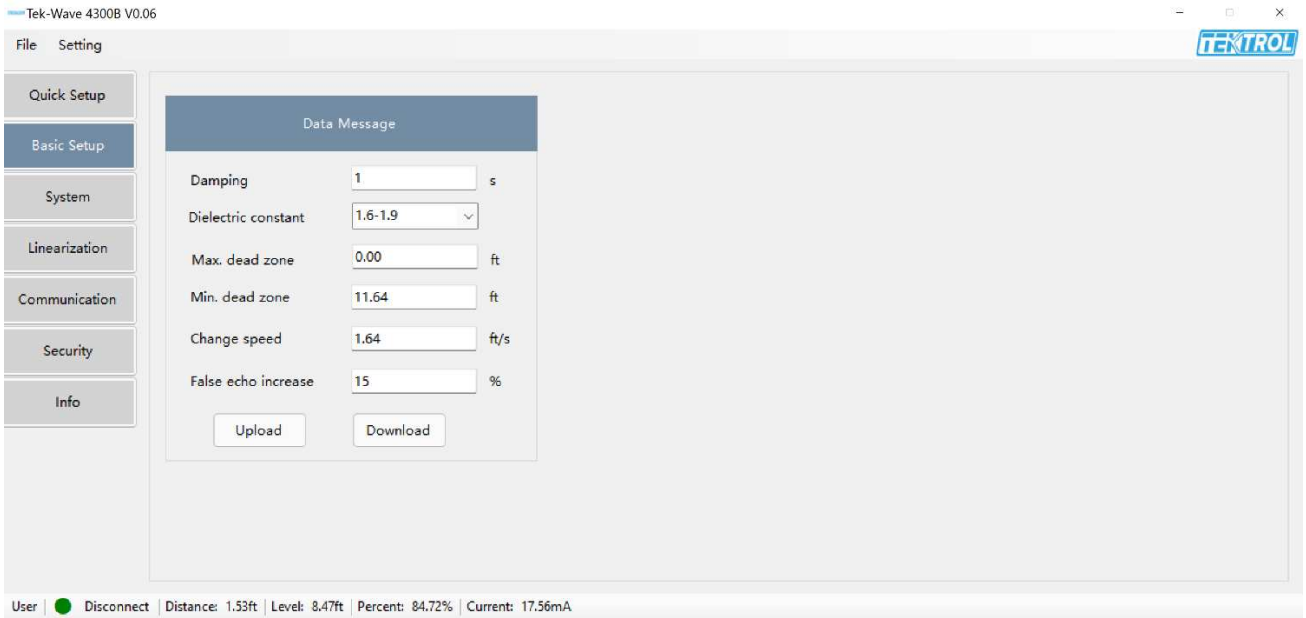 Tek-Wave 4300B V0.06
File Setting
TEKTROL
Quick Setup
Basic Setup
System
Linearization
Communication
Security
Info
Data Message
Damping 1 s
Dielectric constant 1.6-1.9
Max. dead zone 0.00 ft
Min. dead zone 11.64 ft
Change speed 1.64 ft/s
False echo increase 15 %
Upload Download
User Disconnect Distance: 1.53ft Level: 8.47ft Percent: 84.72% Current: 17.56mA